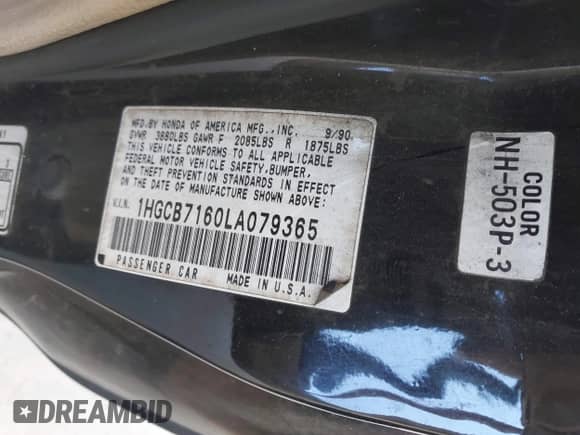 MFD.BY HONDA OF AMERICA MFG.,INC. 9/90
GVWR 3880LBS GAWR F 2085LBS R 1875LBS
THIS VEHICLE CONFORMS TO ALL APPLICABLE
FEDERAL MOTOR VEHICLE SAFETY,BUMPER,
AND THEFT PREVENTION STANDARDS IN EFFECT
ON THE DATE OF MANUFACTURE SHOWN ABOVE:
V.I.N. 1HGCB7160LA079365
PASSENGER CAR MADE IN U.S.A.
COLOR
NH-503P-3
DREAMBID